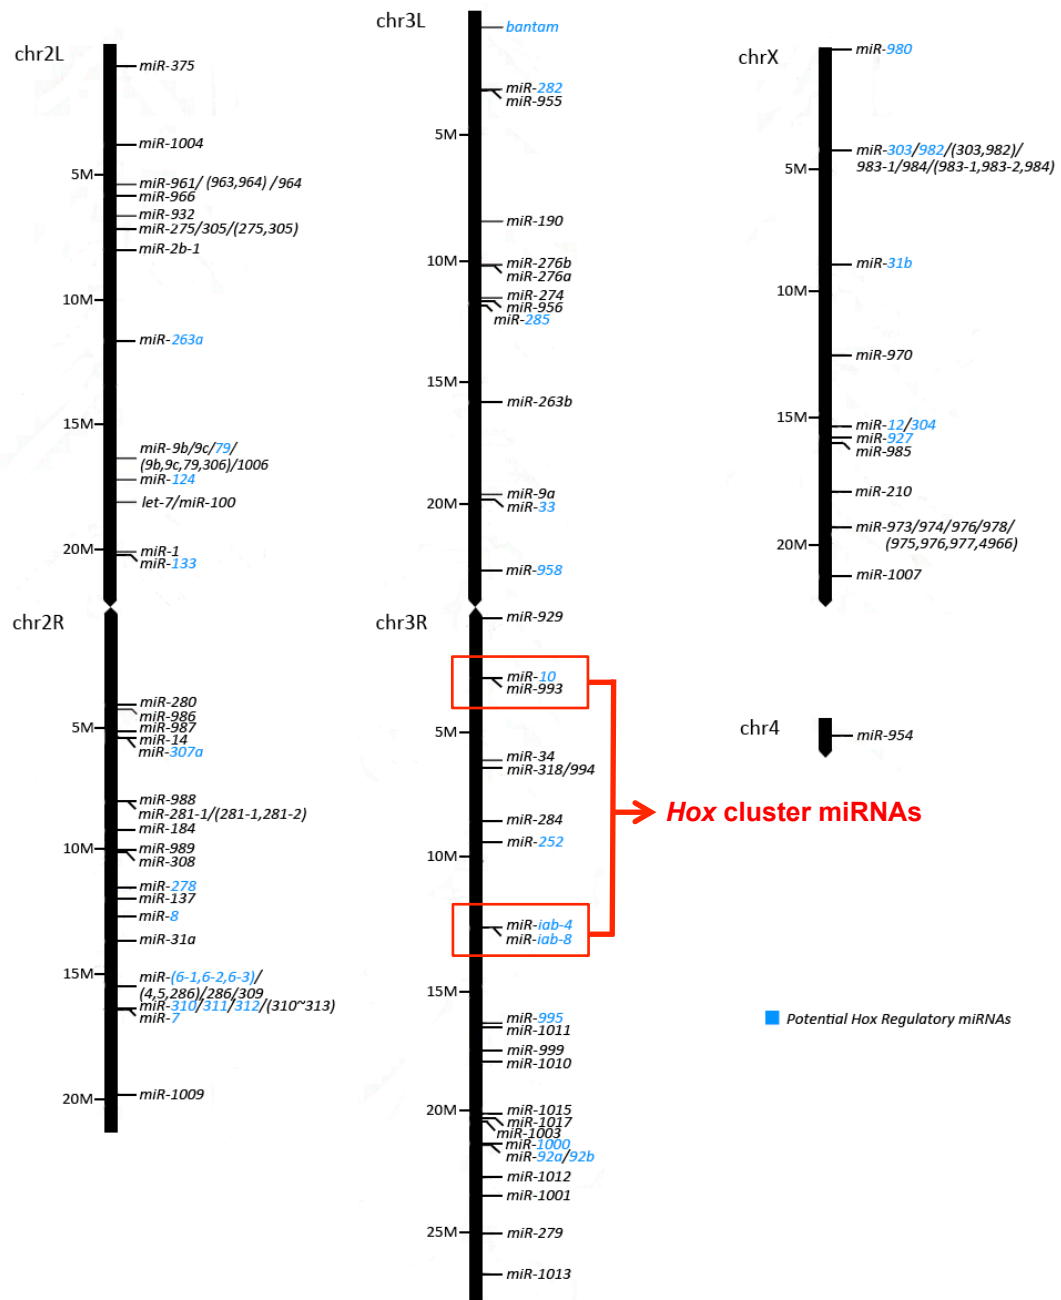 chr2L
miR-375
miR-1004
5M
miR-961/ (963,964) /964
miR-966
miR-932
miR-275/305/(275,305)
miR-2b-1
10M
miR-263a
15M
miR-9b/9c/79/
(9b,9c,79,306)/1006
miR-124
let-7/miR-100
20M
miR-1
miR-133
chr2R
miR-280
miR-986
5M
miR-987
miR-14
miR-307a
miR-988
miR-281-1/(281-1,281-2)
miR-184
10M
miR-989
miR-308
miR-278
miR-137
miR-8
miR-31a
15M
miR-(6-1,6-2,6-3)/
(4,5,286)/286/309
miR-310/311/312/(310~313)
miR-7
20M
miR-1009
chr3L
bantam
miR-282
miR-955
5M
miR-190
10M
miR-276b
miR-276a
miR-274
miR-956
miR-285
15M
miR-263b
miR-9a
20M
miR-33
miR-958
chr3R
miR-929
miR-10
miR-993
5M
miR-34
miR-318/994
miR-284
miR-252
10M
miR-iab-4
miR-iab-8
15M
miR-995
miR-1011
miR-999
miR-1010
20M
miR-1015
miR-1017
miR-1003
miR-1000
miR-92a/92b
miR-1012
miR-1001
25M
miR-279
miR-1013
chrX
miR-980
miR-303/982/(303,982)/
983-1/984/(983-1,983-2,984)
5M
miR-31b
10M
miR-970
15M
miR-12/304
miR-927
miR-985
miR-210
miR-973/974/976/978/
(975,976,977,4966)
20M
miR-1007
chr4
miR-954
Hox cluster miRNAs
Potential Hox Regulatory miRNAs